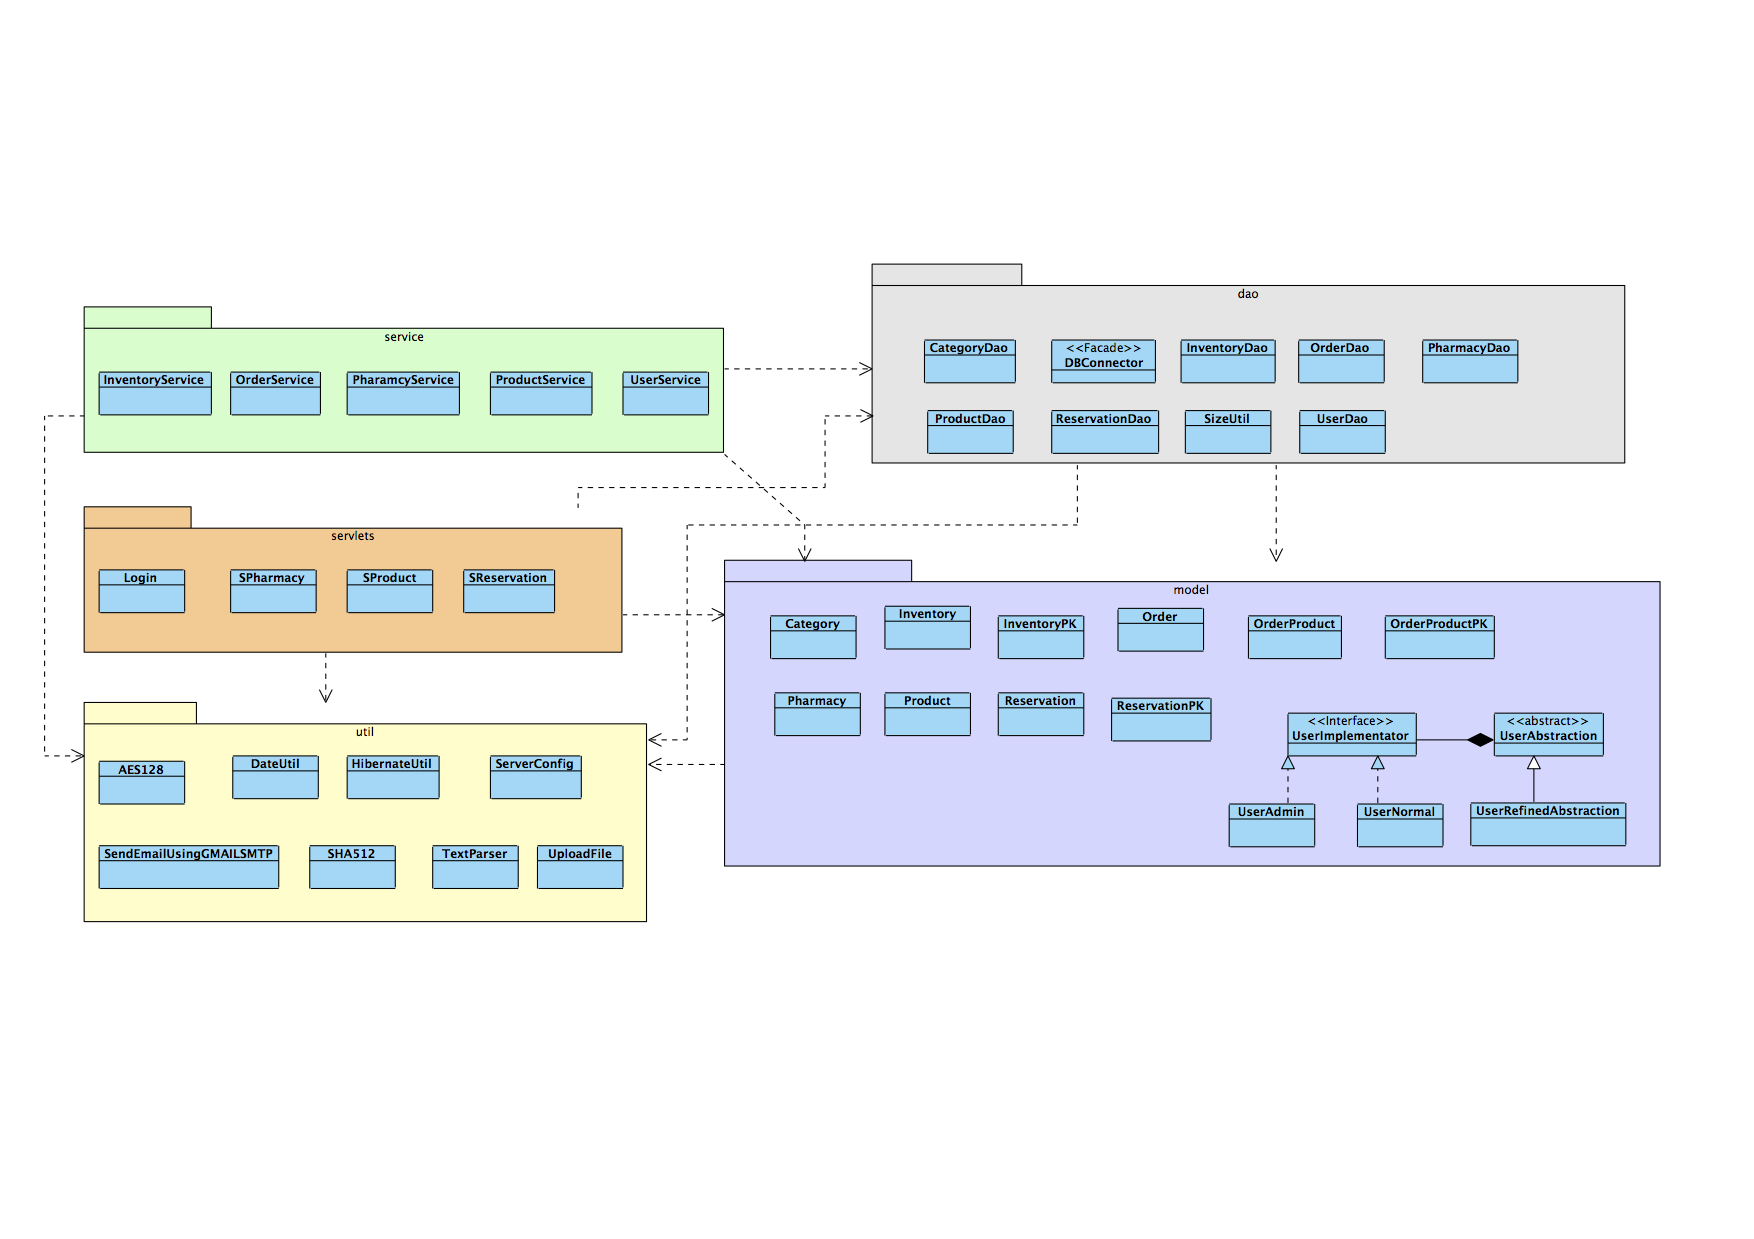 service
InventoryService
OrderService
PharamcyService
ProductService
UserService
dao
CategoryDao
<<Facade>>
DBConnector
InventoryDao
OrderDao
PharmacyDao
ProductDao
ReservationDao
SizeUtil
UserDao
servlets
Login
SPharmacy
SProduct
SReservation
model
Category
Inventory
InventoryPK
Order
OrderProduct
OrderProductPK
Pharmacy
Product
Reservation
ReservationPK
<<Interface>>
UserImplementator
<<abstract>>
UserAbstraction
UserAdmin
UserNormal
UserRefinedAbstraction
util
AES128
DateUtil
HibernateUtil
ServerConfig
SendEmailUsingGMAILSMTP
SHA512
TextParser
UploadFile